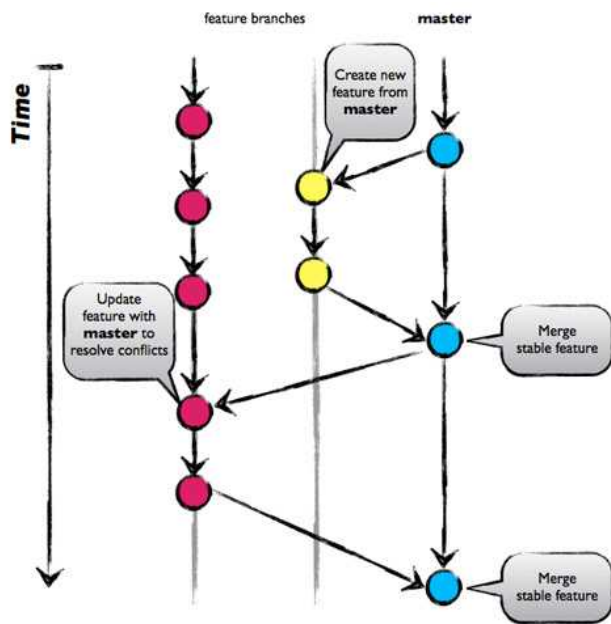 feature branches
master
Time
Create new
feature from
master
Update
feature with
master to
resolve conflicts
Merge
stable feature
Merge
stable feature